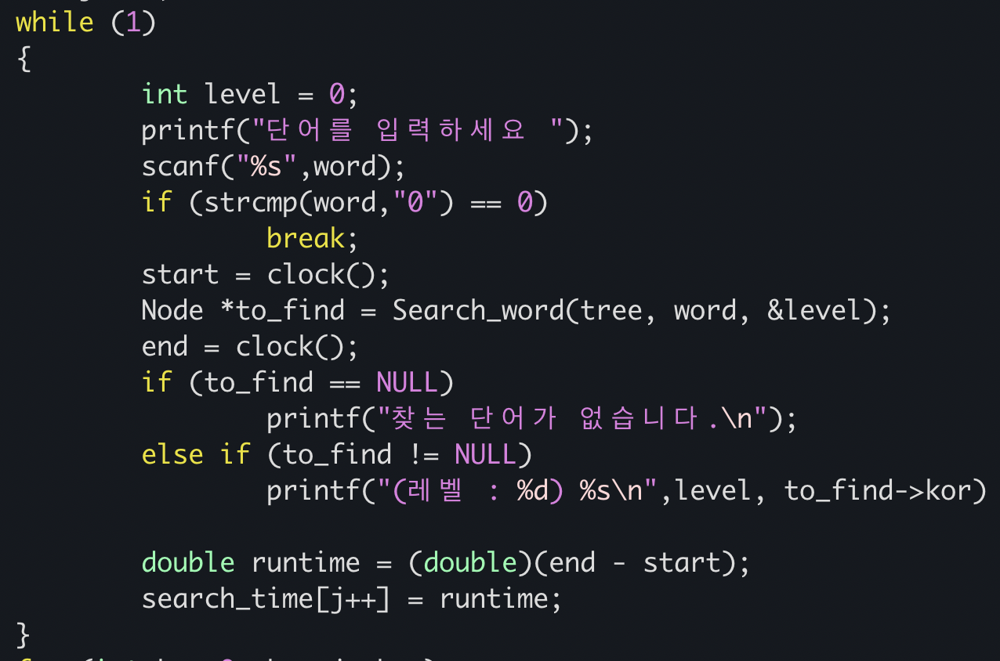 while (1)
{
int level = 0;
printf("단어를 입력하세요 ");
scanf("%s",word);
if (strcmp(word,"0") == 0)
break;
start = clock();
Node *to_find = Search_word(tree, word, &level);
end = clock();
if (to_find == NULL)
printf("찾는 단어가 없습니다.\n");
else if (to_find != NULL)
printf("(레벨 : %d) %s\n",level, to_find->kor)
double runtime = (double)(end - start);
search_time[j++] = runtime;
}